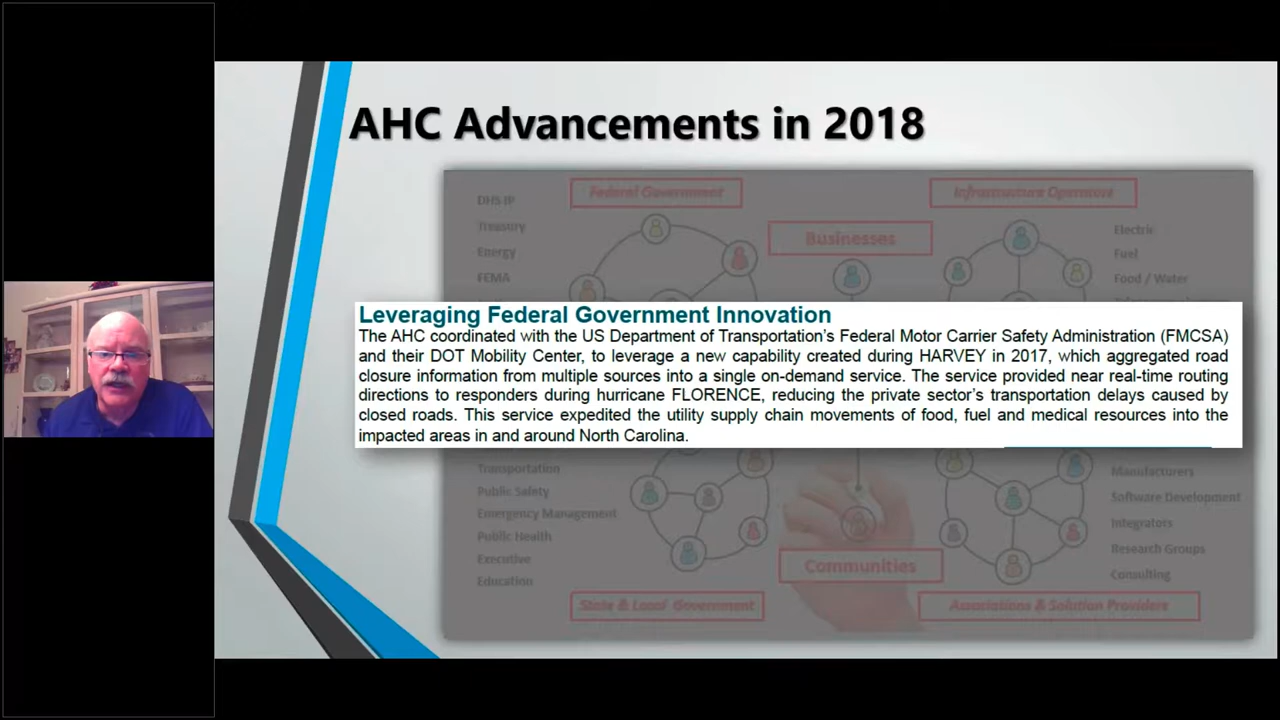 AHC Advancements in 2018
Federal Government
Infrastructure Operators
DHS IP
Treasury
Energy
FEMA
Businesses
Electric
Fuel
Food / Water
Leveraging Federal Government Innovation
The AHC coordinated with the US Department of Transportation's Federal Motor Carrier Safety Administration (FMCSA)
and their DOT Mobility Center, to leverage a new capability created during HARVEY in 2017, which aggregated road
closure information from multiple sources into a single on-demand service. The service provided near real-time routing
directions to responders during hurricane FLORENCE, reducing the private sector's transportation delays caused by
closed roads. This service expedited the utility supply chain movements of food, fuel and medical resources into the
impacted areas in and around North Carolina.
Transportation
Public Safety
Emergency Management
Public Health
Executive
Education
Manufacturers
Software Development
Integrators
Research Groups
Consulting
Communities
State & Local Government
Associations & Solution Providers